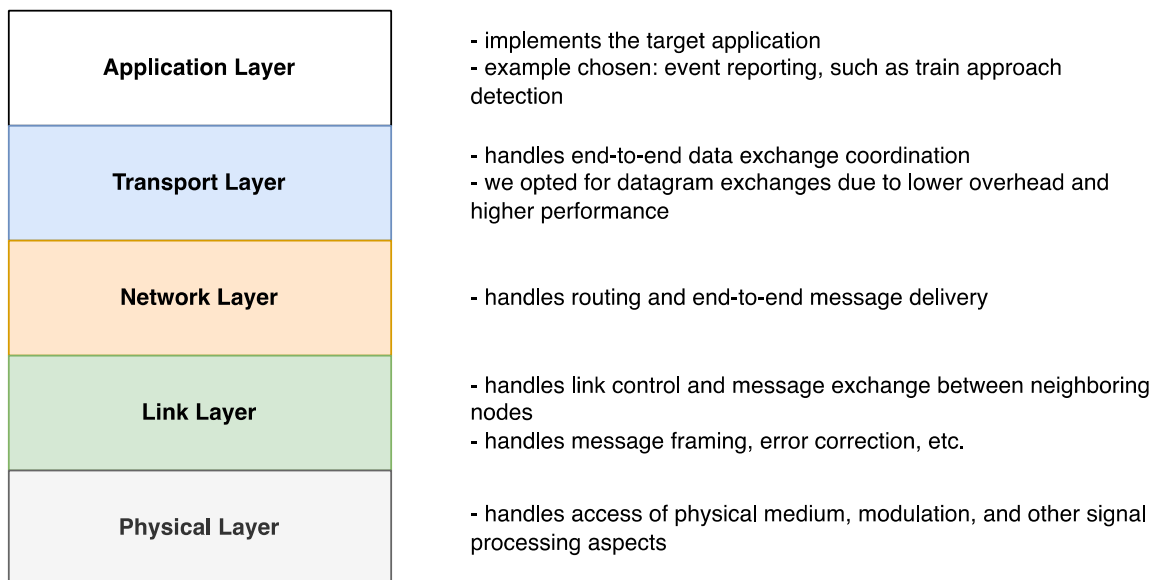 Application Layer
- implements the target application
- example chosen: event reporting, such as train approach
detection
Transport Layer
- handles end-to-end data exchange coordination
- we opted for datagram exchanges due to lower overhead and
higher performance
Network Layer
- handles routing and end-to-end message delivery
Link Layer
- handles link control and message exchange between neighboring
nodes
- handles message framing, error correction, etc.
Physical Layer
- handles access of physical medium, modulation, and other signal
processing aspects